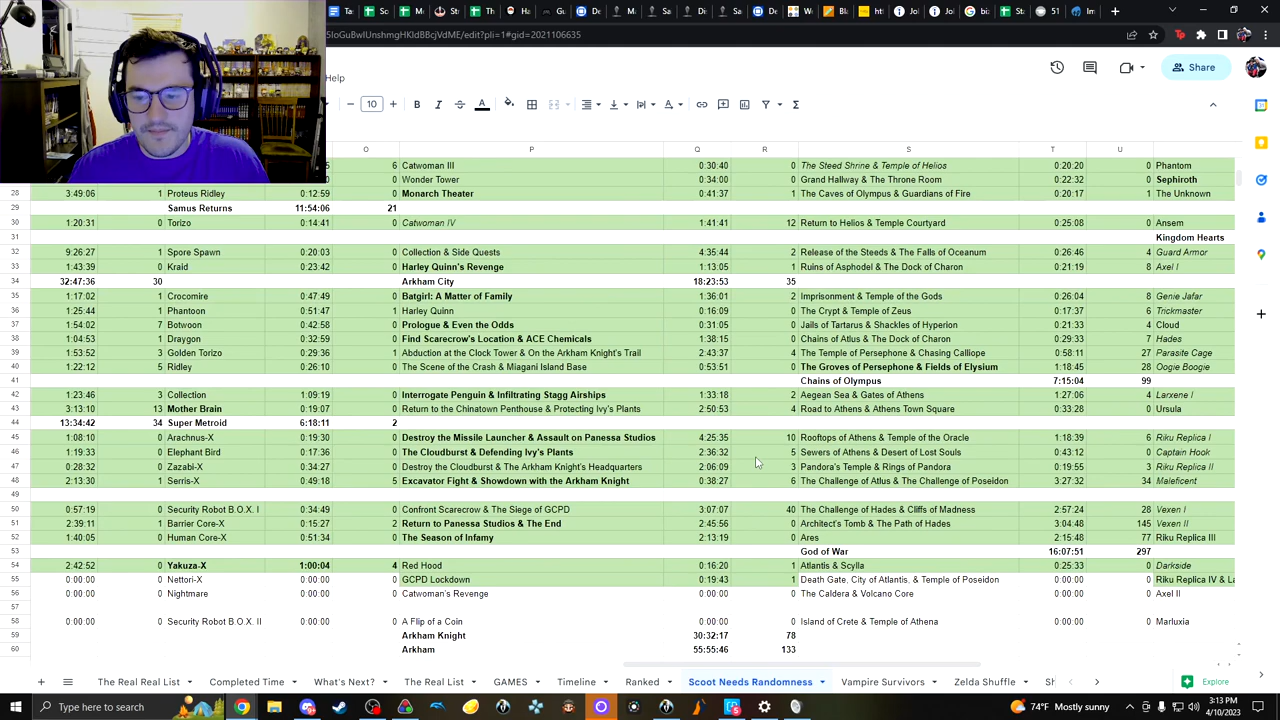 5IoGuBwIUnshmgHKIdBBcjVdME/edit?pli=1#gid=2021106635
Help
Share
10
O P Q R S T U
5 6 Catwoman III 0:30:40 0 The Steed Shrine & Temple of Helios 0:20:20 0 Phantom
0 Wonder Tower 0:34:00 0 Grand Hallway & The Throne Room 0:22:32 0 Sephiroth
28 3:49:06 1 Proteus Ridley 0:12:59 0 Monarch Theater 0:41:37 1 The Caves of Olympus & Guardians of Fire 0:20:17 1 The Unknown
29 Samus Returns 11:54:06 21
30 1:20:31 0 Torizo 0:14:41 0 Catwoman IV 1:41:41 12 Return to Helios & Temple Courtyard 0:25:08 0 Ansem
31 Kingdom Hearts
32 9:26:27 1 Spore Spawn 0:20:03 0 Collection & Side Quests 4:35:44 2 Release of the Steeds & The Falls of Oceanum 0:26:46 4 Guard Armor
33 1:43:39 0 Kraid 0:23:42 0 Harley Quinn's Revenge 1:13:05 1 Ruins of Asphodel & The Dock of Charon 0:21:19 8 Axel I
34 32:47:36 30 Arkham City 18:23:53 35
35 1:17:02 1 Crocomire 0:47:49 0 Batgirl: A Matter of Family 1:36:01 2 Imprisonment & Temple of the Gods 0:26:04 8 Genie Jafar
36 1:25:44 1 Phantoon 0:51:47 1 Harley Quinn 0:16:09 0 The Crypt & Temple of Zeus 0:17:37 6 Trickmaster
37 1:54:02 7 Botwoon 0:42:58 0 Prologue & Even the Odds 0:31:05 0 Jails of Tartarus & Shackles of Hyperion 0:21:33 4 Cloud
38 1:04:53 1 Draygon 0:32:59 0 Find Scarecrow's Location & ACE Chemicals 1:38:15 0 Chains of Atlus & The Dock of Charon 0:29:33 7 Hades
39 1:53:52 3 Golden Torizo 0:29:36 1 Abduction at the Clock Tower & On the Arkham Knight's Trail 2:43:37 4 The Temple of Persephone & Chasing Calliope 0:58:11 27 Parasite Cage
40 1:22:12 5 Ridley 0:26:10 0 The Scene of the Crash & Miagani Island Base 0:53:51 0 The Groves of Persephone & Fields of Elysium 1:18:45 28 Oogie Boogie
41 Chains of Olympus 7:15:04 99
42 1:23:46 3 Collection 1:09:19 0 Interrogate Penguin & Infiltrating Stagg Airships 1:33:18 2 Aegean Sea & Gates of Athens 1:27:06 4 Larxene I
43 3:13:10 13 Mother Brain 0:19:07 0 Return to the Chinatown Penthouse & Protecting Ivy's Plants 2:50:53 4 Road to Athens & Athens Town Square 0:33:28 0 Ursula
44 13:34:42 34 Super Metroid 6:18:11 2
45 1:08:10 0 Arachnus-X 0:19:30 0 Destroy the Missile Launcher & Assault on Panessa Studios 4:25:35 10 Rooftops of Athens & Temple of the Oracle 1:18:39 6 Riku Replica I
46 1:19:33 0 Elephant Bird 0:17:36 0 The Cloudburst & Defending Ivy's Plants 2:36:32 5 Sewers of Athens & Desert of Lost Souls 0:43:12 0 Captain Hook
47 0:28:32 0 Zazabi-X 0:34:27 0 Destroy the Cloudburst & The Arkham Knight's Headquarters 2:06:09 3 Pandora's Temple & Rings of Pandora 0:19:55 3 Riku Replica II
48 2:13:30 5 Serris-X 0:49:18 5 Excavator Fight & Showdown with the Arkham Knight 0:38:27 6 The Challenge of Atlus & The Challenge of Poseidon 3:27:32 34 Maleficent
49
50 0:57:19 0 Security Robot B.O.X. I 0:34:49 0 Confront Scarecrow & The Siege of GCPD 3:07:07 40 The Challenge of Hades & Cliffs of Madness 2:57:24 28 Vexen I
51 2:39:11 1 Barrier Core-X 0:15:27 2 Return to Panessa Studios & The End 2:45:56 0 Architect's Tomb & The Path of Hades 3:04:48 145 Vexen II
52 1:40:05 0 Human Core-X 0:51:34 0 The Season of Infamy 2:13:19 0 Ares 2:15:48 77 Riku Replica III
53 God of War 16:07:51 297
54 2:42:52 0 Yakuza-X 1:00:04 4 Red Hood 0:16:20 1 Atlantis & Scylla 0:25:33 0 Darkside
55 0:00:00 0 Nettori-X 0:00:00 0 GCPD Lockdown 0:19:43 1 Death Gate, City of Atlantis, & Temple of Poseidon 0:00:00 0 Riku Replica IV & La
56 0:00:00 0 Nightmare 0:00:00 0 Catwoman's Revenge 0:00:00 0 The Caldera & Volcano Core 0:00:00 0 Axel II
57
58 0:00:00 0 Security Robot B.O.X. II 0:00:00 0 A Flip of a Coin 0:00:00 0 Island of Crete & Temple of Athena 0:00:00 0 Marluxia
59 Arkham Knight 30:32:17 78
60 Arkham 55:55:46 133
The Real Real List Completed Time What's Next? The Real List GAMES Timeline Ranked Scoot Needs Randomness Vampire Survivors Zelda Shuffle Explore
Type here to search
74°F Mostly sunny
3:13 PM
4/10/2023